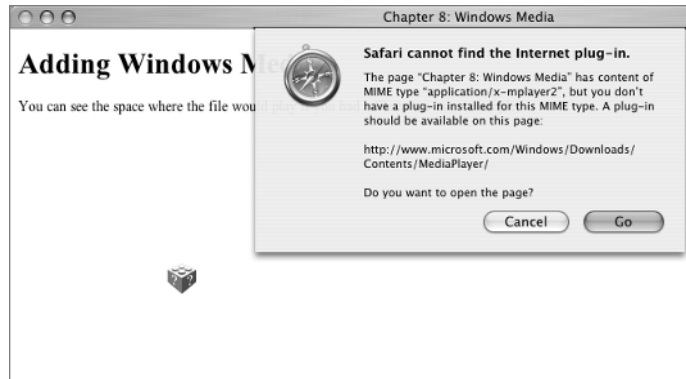 Chapter 8: Windows Media
Adding Windows M
You can see the space where the file wou
Safari cannot find the Internet plug-in.
The page “Chapter 8: Windows Media” has content of
MIME type “application/x-mplayer2”, but you don't
have a plug-in installed for this MIME type. A plug-in
should be available on this page:
http://www.microsoft.com/Windows/Downloads/
Contents/MediaPlayer/
Do you want to open the page?
Cancel
Go
? ?